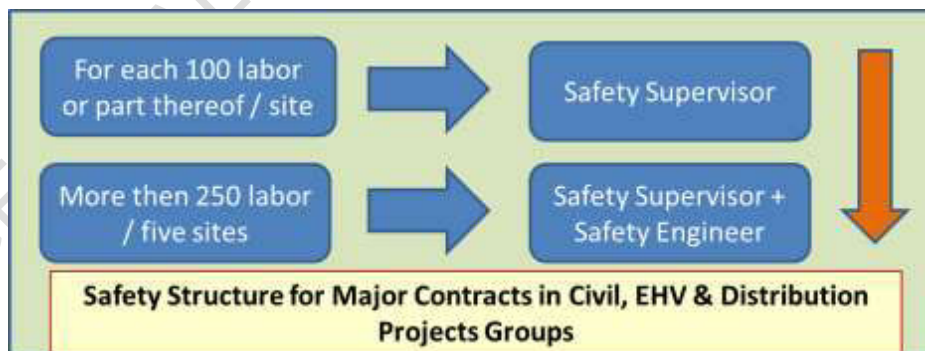 For each 100 labor
or part thereof / site
Safety Supervisor
More then 250 labor
/ five sites
Safety Supervisor +
Safety Engineer
Safety Structure for Major Contracts in Civil, EHV & Distribution
Projects Groups